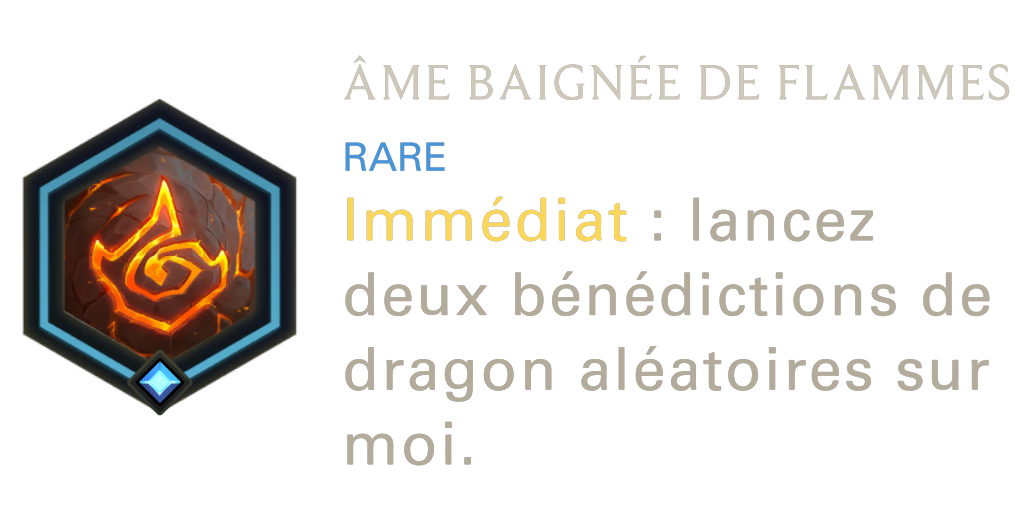 ÂME BAIGNÉE DE FLAMMES
RARE
Immédiat : lancez
deux bénédictions de
dragon aléatoires sur
moi.